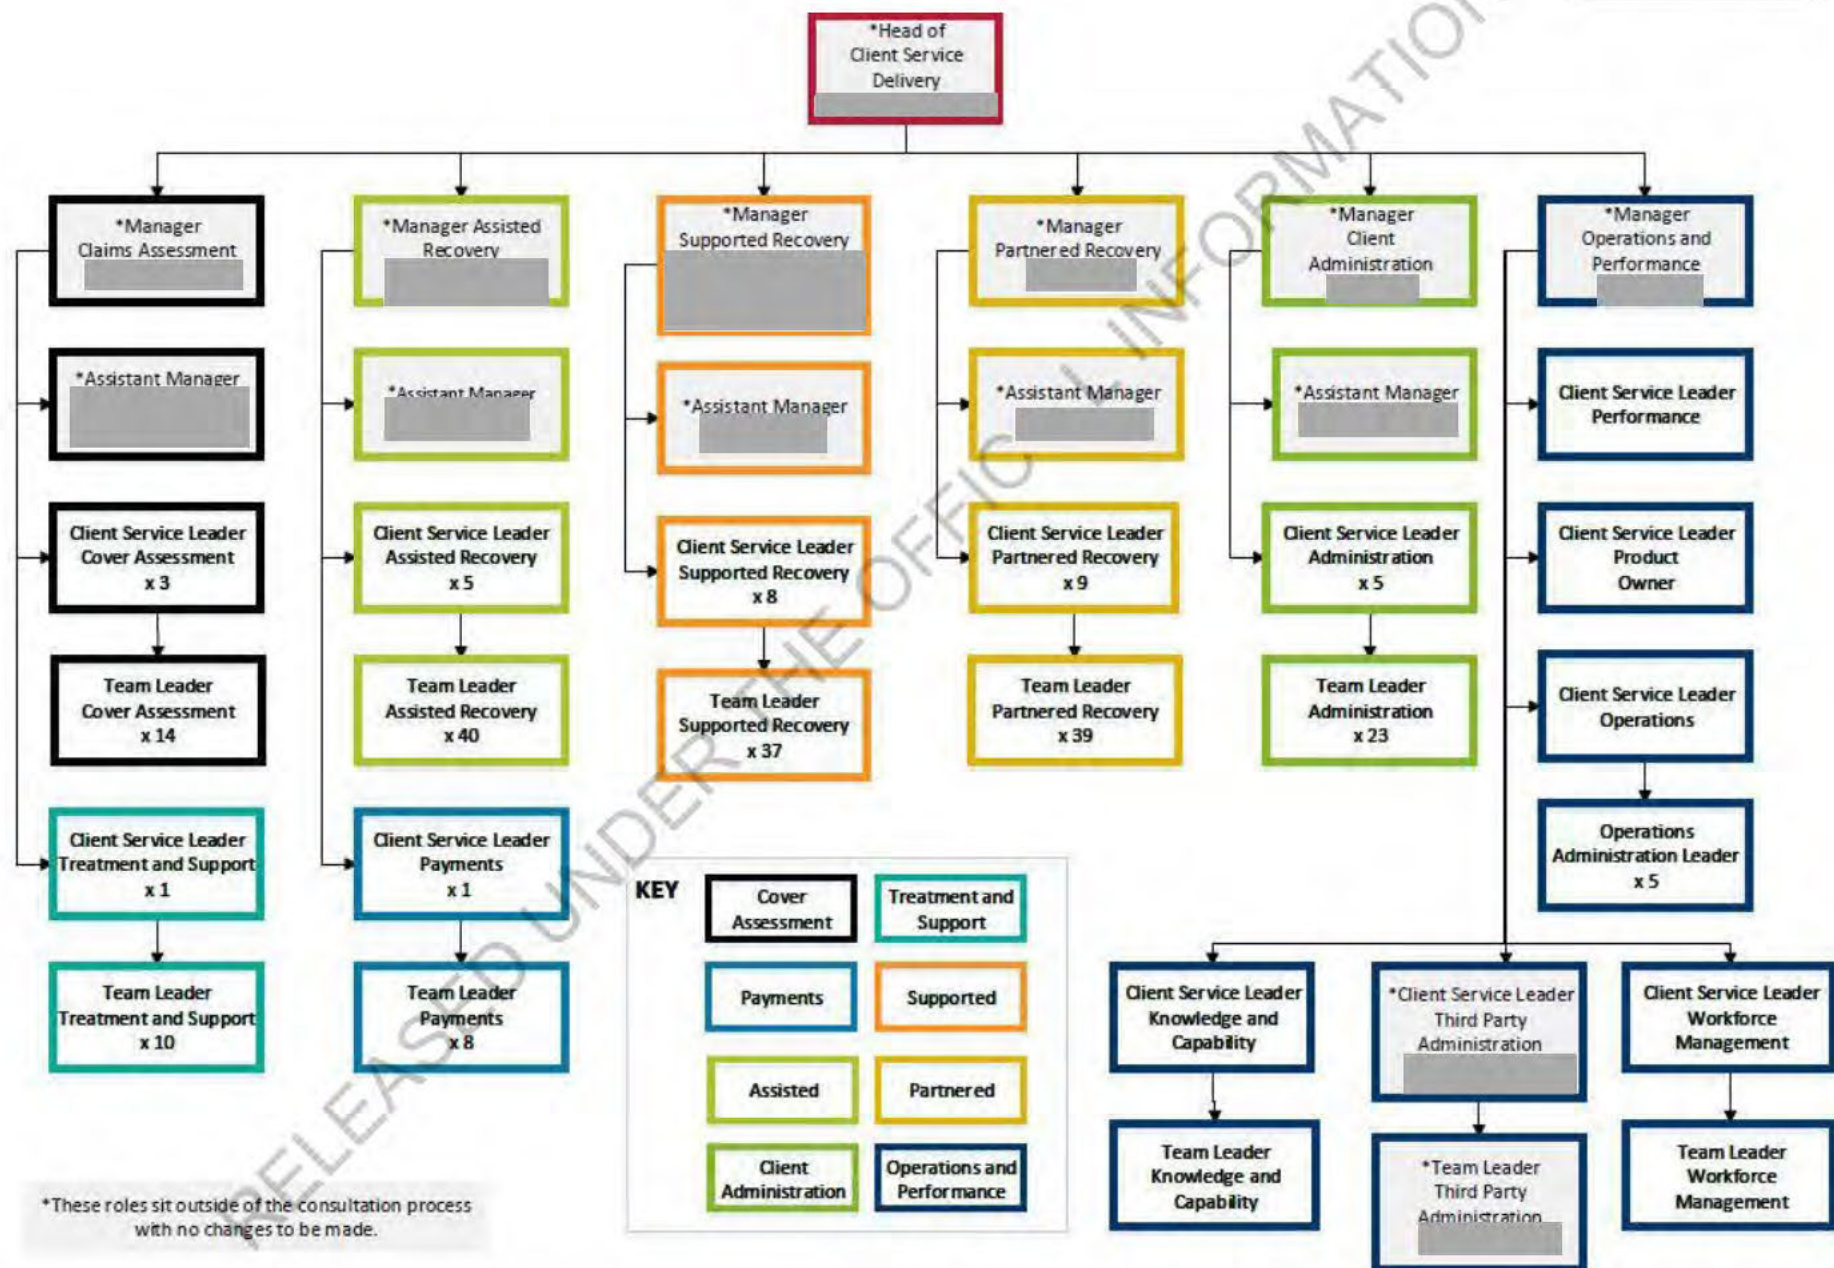 *Head of
Client Service
Delivery
*Manager
Claims Assessment
*Manager Assisted
Recovery
*Manager
Supported Recovery
*Manager
Partnered Recovery
*Manager
Client
Administration
*Manager
Operations and
Performance
*Assistant Manager
*Assistant Manager
*Assistant Manager
*Assistant Manager
*Assistant Manager
Client Service Leader
Performance
Client Service Leader
Cover Assessment
x 3
Client Service Leader
Assisted Recovery
x 5
Client Service Leader
Supported Recovery
x 8
Client Service Leader
Partnered Recovery
x 9
Client Service Leader
Administration
x 5
Client Service Leader
Product
Owner
Team Leader
Cover Assessment
x 14
Team Leader
Assisted Recovery
x 40
Team Leader
Supported Recovery
x 37
Team Leader
Partnered Recovery
x 39
Team Leader
Administration
x 23
Client Service Leader
Operations
Client Service Leader
Treatment and Support
x 1
Client Service Leader
Payments
x 1
Operations
Administration Leader
x 5
Team Leader
Treatment and Support
x 10
Team Leader
Payments
x 8
KEY
Cover
Assessment
Treatment and
Support
Payments
Supported
Assisted
Partnered
Client
Administration
Operations and
Performance
Client Service Leader
Knowledge and
Capability
*Client Service Leader
Third Party
Administration
Client Service Leader
Workforce
Management
Team Leader
Knowledge and
Capability
*Team Leader
Third Party
Administration
Team Leader
Workforce
Management
*These roles sit outside of the consultation process
with no changes to be made.
RELEASED UNDER THE OFFIC L INFORMATION